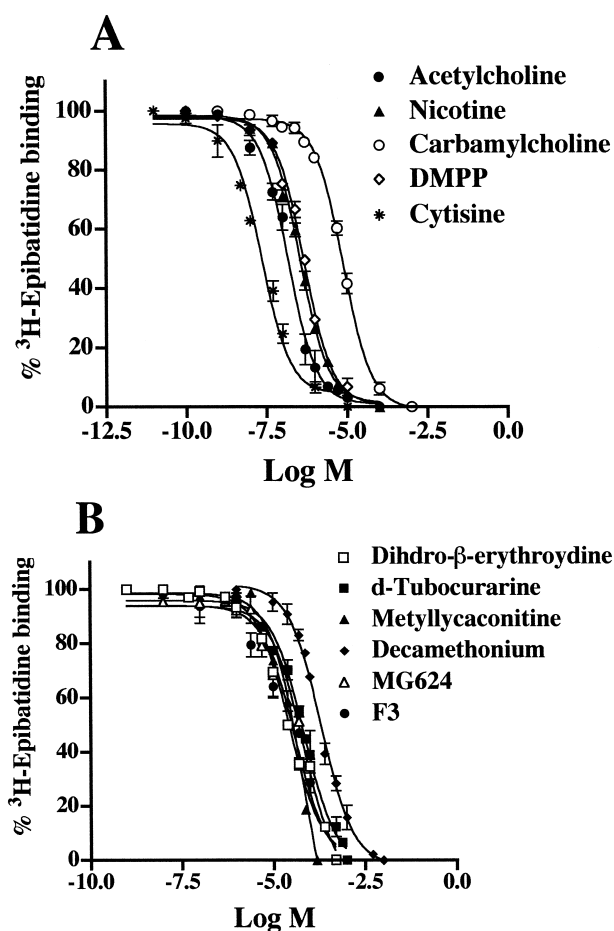 A
% ³H-Epibatidine binding
100
80
60
40
20
0
-12.5 -10.0 -7.5 -5.0 -2.5 0.0
Log M
Acetylcholine
Nicotine
Carbamylcholine
DMPP
Cytisine
B
% ³H-Epibatidine binding
100
80
60
40
20
0
-10.0 -7.5 -5.0 -2.5 0.0
Log M
Dihdro-β-erythroydine
d-Tubocurarine
Metyllycaconitine
Decamethonium
MG624
F3